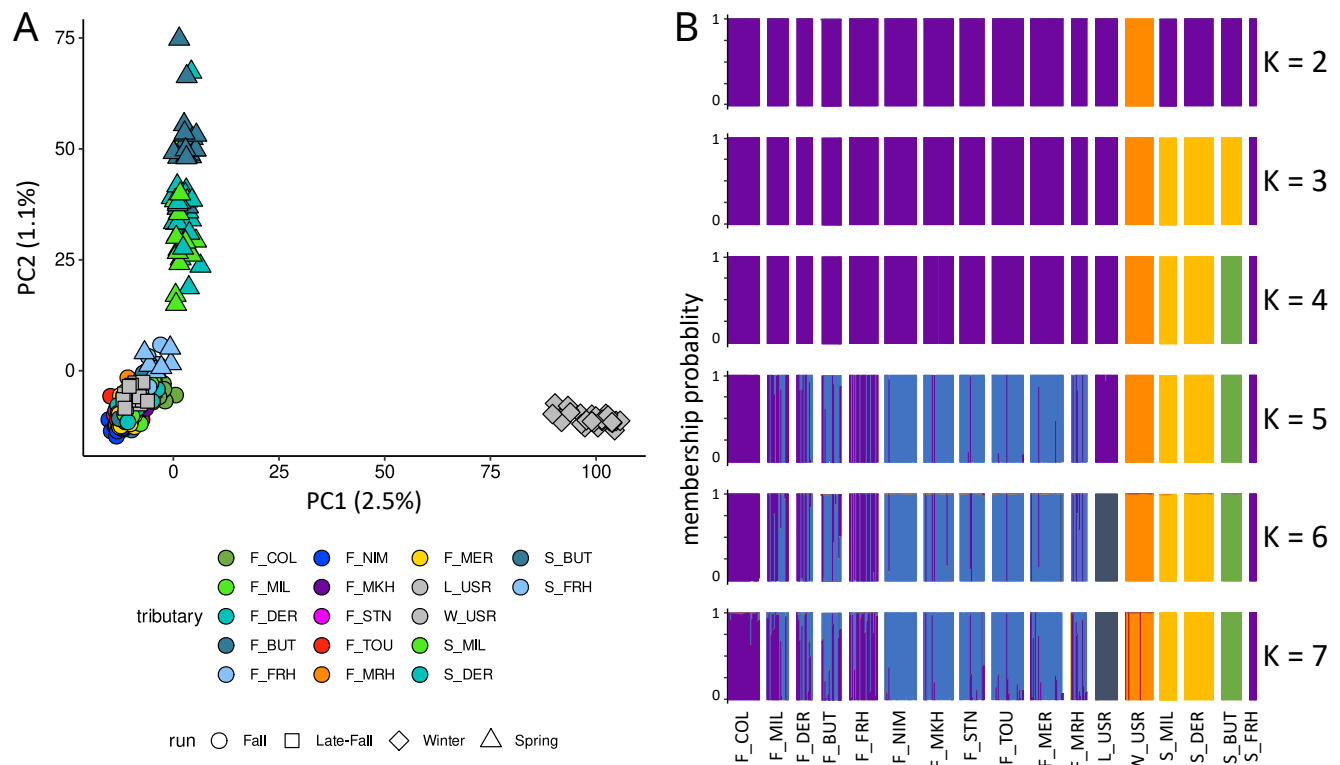 A
75
50
25
0
PC2 (1.1%)
0
25
50
75
100
PC1 (2.5%)
tributary
F_COL
F_NIM
F_MER
S_BUT
F_MIL
F_MKH
L_USR
S_FRH
F_DER
F_STN
W_USR
F_BUT
F_TOU
S_MIL
F_FRH
F_MRH
S_DER
run
Fall
Late-Fall
Winter
Spring
B
membership probablity
1
0
K = 2
1
0
K = 3
1
0
K = 4
1
0
K = 5
1
0
K = 6
1
0
K = 7
F_COL
F_MIL
F_DER
F_BUT
F_FRH
F_NIM
F_MKH
F_STN
F_TOU
F_MER
F_MRH
L_USR
W_USR
S_MIL
S_DER
S_BUT
S_FRH